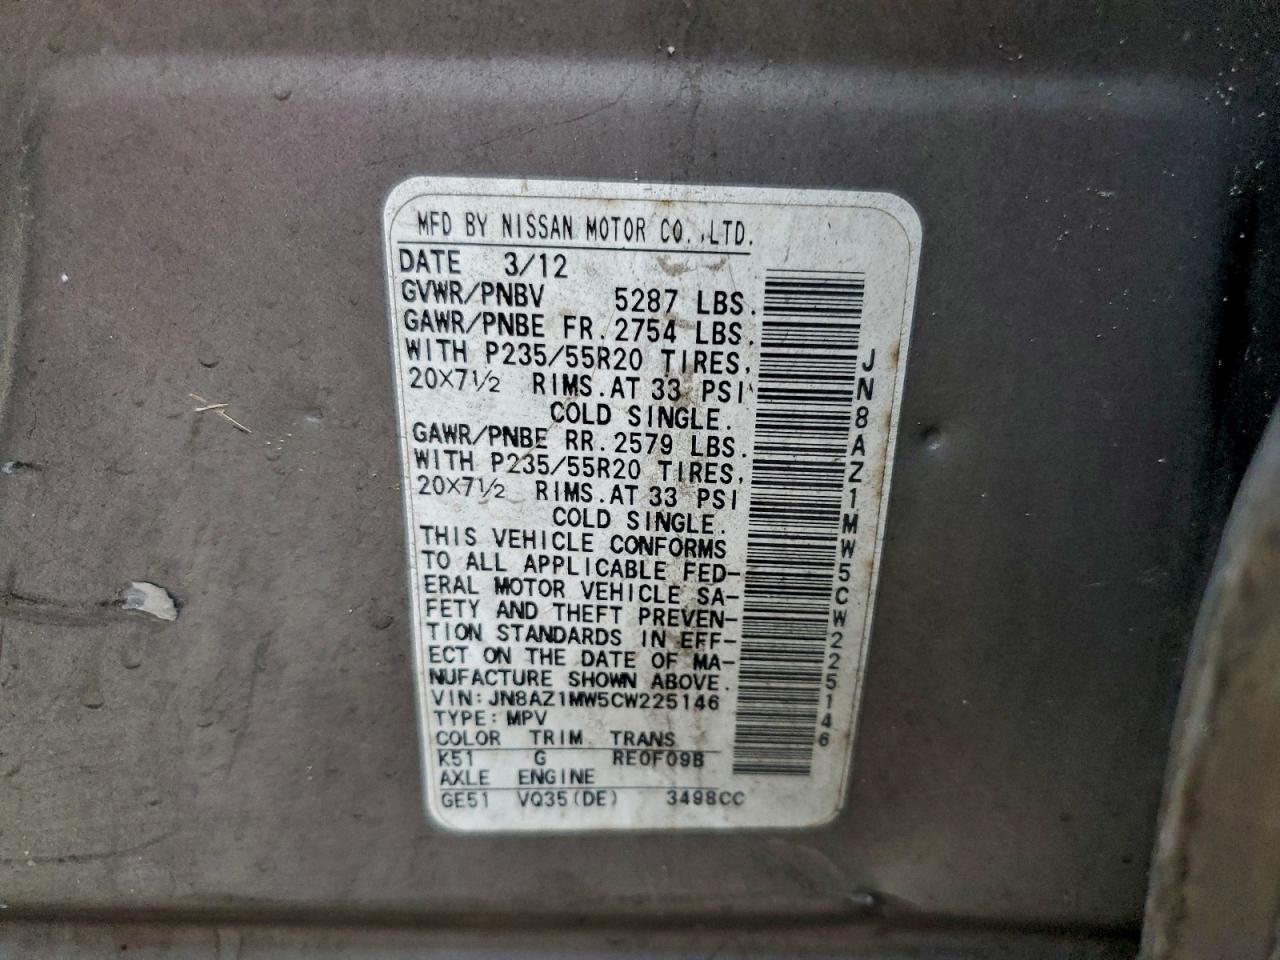 MFD BY NISSAN MOTOR CO.,LTD.
DATE 3/12
GVWR/PNBV 5287 LBS.
GAWR/PNBE FR. 2754 LBS.
WITH P235/55R20 TIRES,
20X7½ RIMS. AT 33 PSI
COLD SINGLE.
GAWR/PNBE RR. 2579 LBS.
WITH P235/55R20 TIRES,
20X7½ RIMS. AT 33 PSI
COLD SINGLE.
THIS VEHICLE CONFORMS
TO ALL APPLICABLE FED-
ERAL MOTOR VEHICLE SA-
FETY AND THEFT PREVEN-
TION STANDARDS IN EFF-
ECT ON THE DATE OF MA-
NUFACTURE SHOWN ABOVE.
VIN: JN8AZ1MW5CW225146
TYPE: MPV
COLOR TRIM TRANS
K51 G RE0F09B
AXLE ENGINE
GE51 VQ35(DE) 3498CC
JN8AZ1MW5CW225146